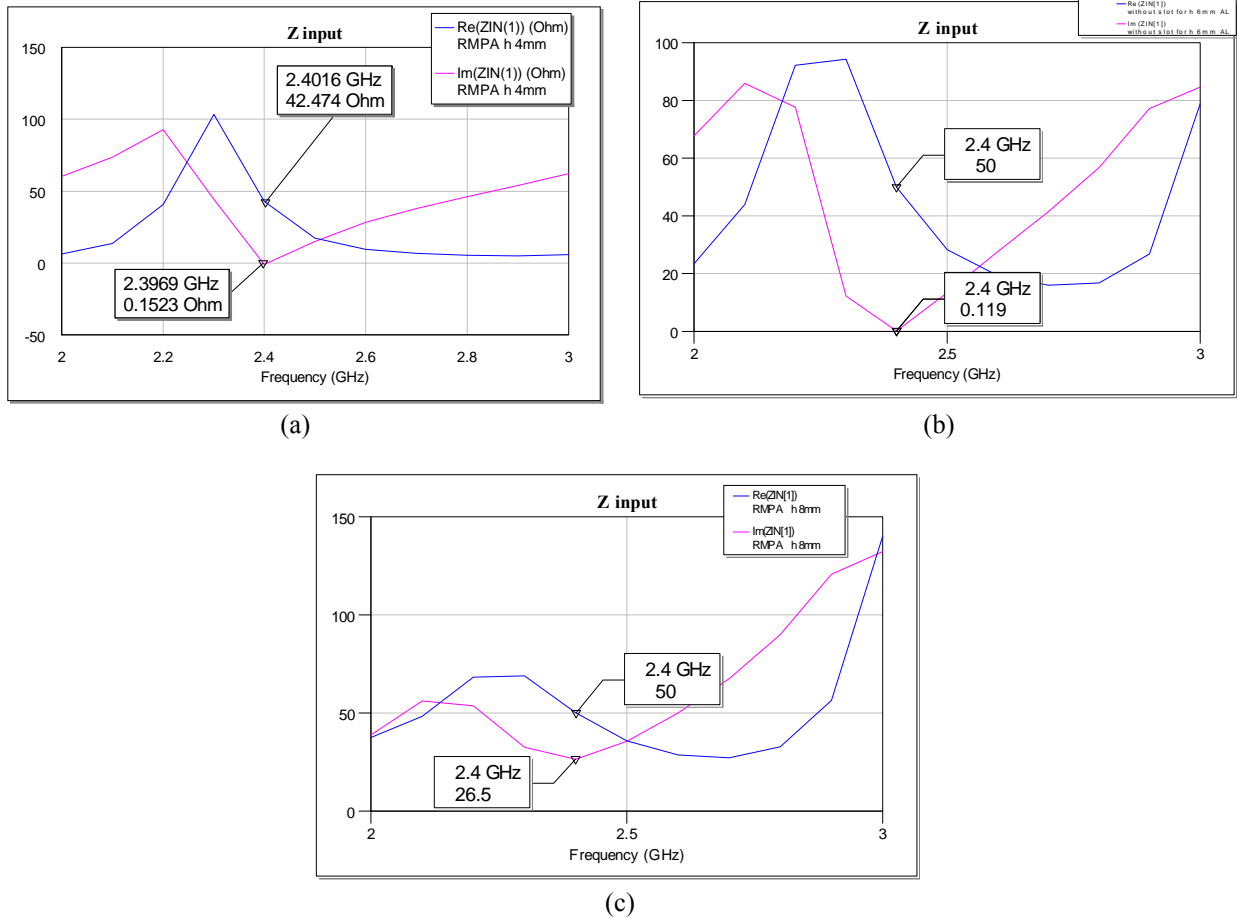 Z input
Re(ZIN(1)) (Ohm)
RMPA h 4mm
Im(ZIN(1)) (Ohm)
RMPA h 4mm
2.4016 GHz
42.474 Ohm
2.3969 GHz
0.1523 Ohm
150
100
50
0
-50
2
2.2
2.4
2.6
2.8
3
Frequency (GHz)
(a)
Re(ZIN[1])
without slot for h 6mm AL
Im(ZIN[1])
without slot for h 6mm AL
Z input
2.4 GHz
50
2.4 GHz
0.119
100
80
60
40
20
0
2
2.5
3
Frequency (GHz)
(b)
Z input
Re(ZIN[1])
RMPA h 8mm
Im(ZIN[1])
RMPA h 8mm
2.4 GHz
50
2.4 GHz
26.5
150
100
50
0
2
2.5
3
Frequency (GHz)
(c)